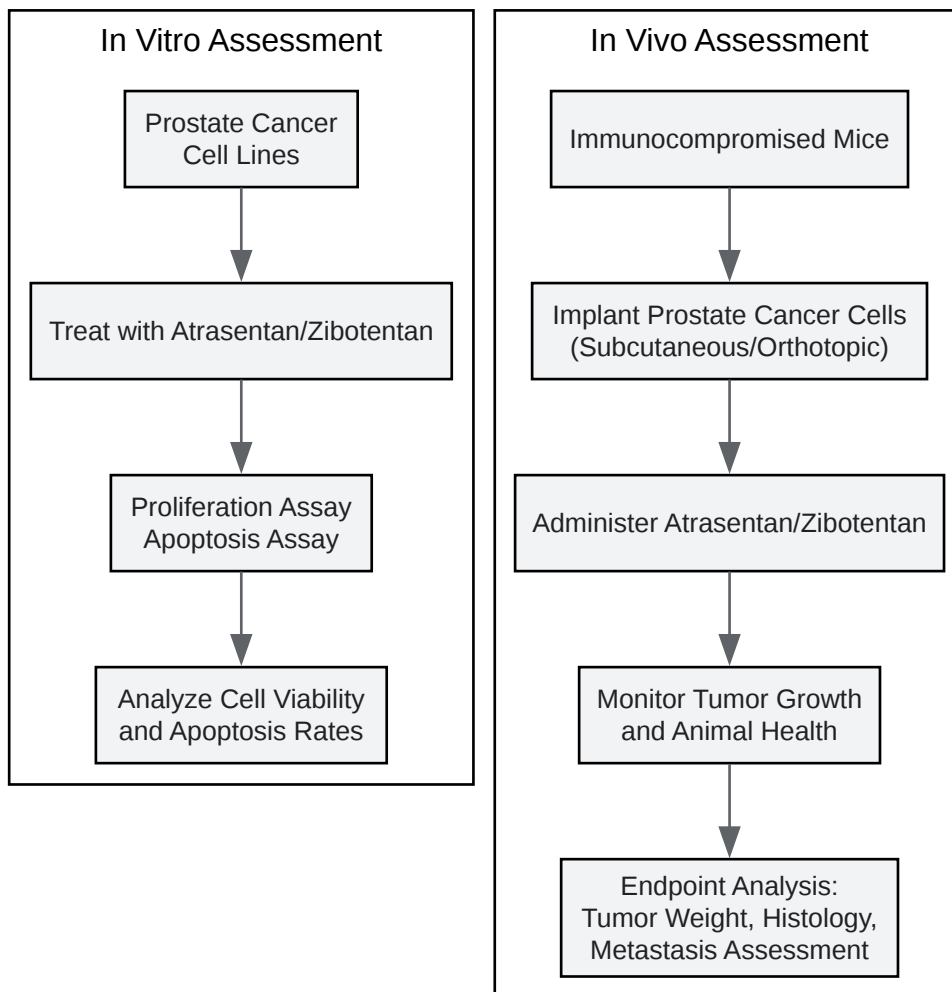 In Vitro Assessment
Prostate Cancer
Cell Lines
Treat with Atrasentan/Zibotentan
Proliferation Assay
Apoptosis Assay
Analyze Cell Viability
and Apoptosis Rates
In Vivo Assessment
Immunocompromised Mice
Implant Prostate Cancer Cells
(Subcutaneous/Orthotopic)
Administer Atrasentan/Zibotentan
Monitor Tumor Growth
and Animal Health
Endpoint Analysis:
Tumor Weight, Histology,
Metastasis Assessment